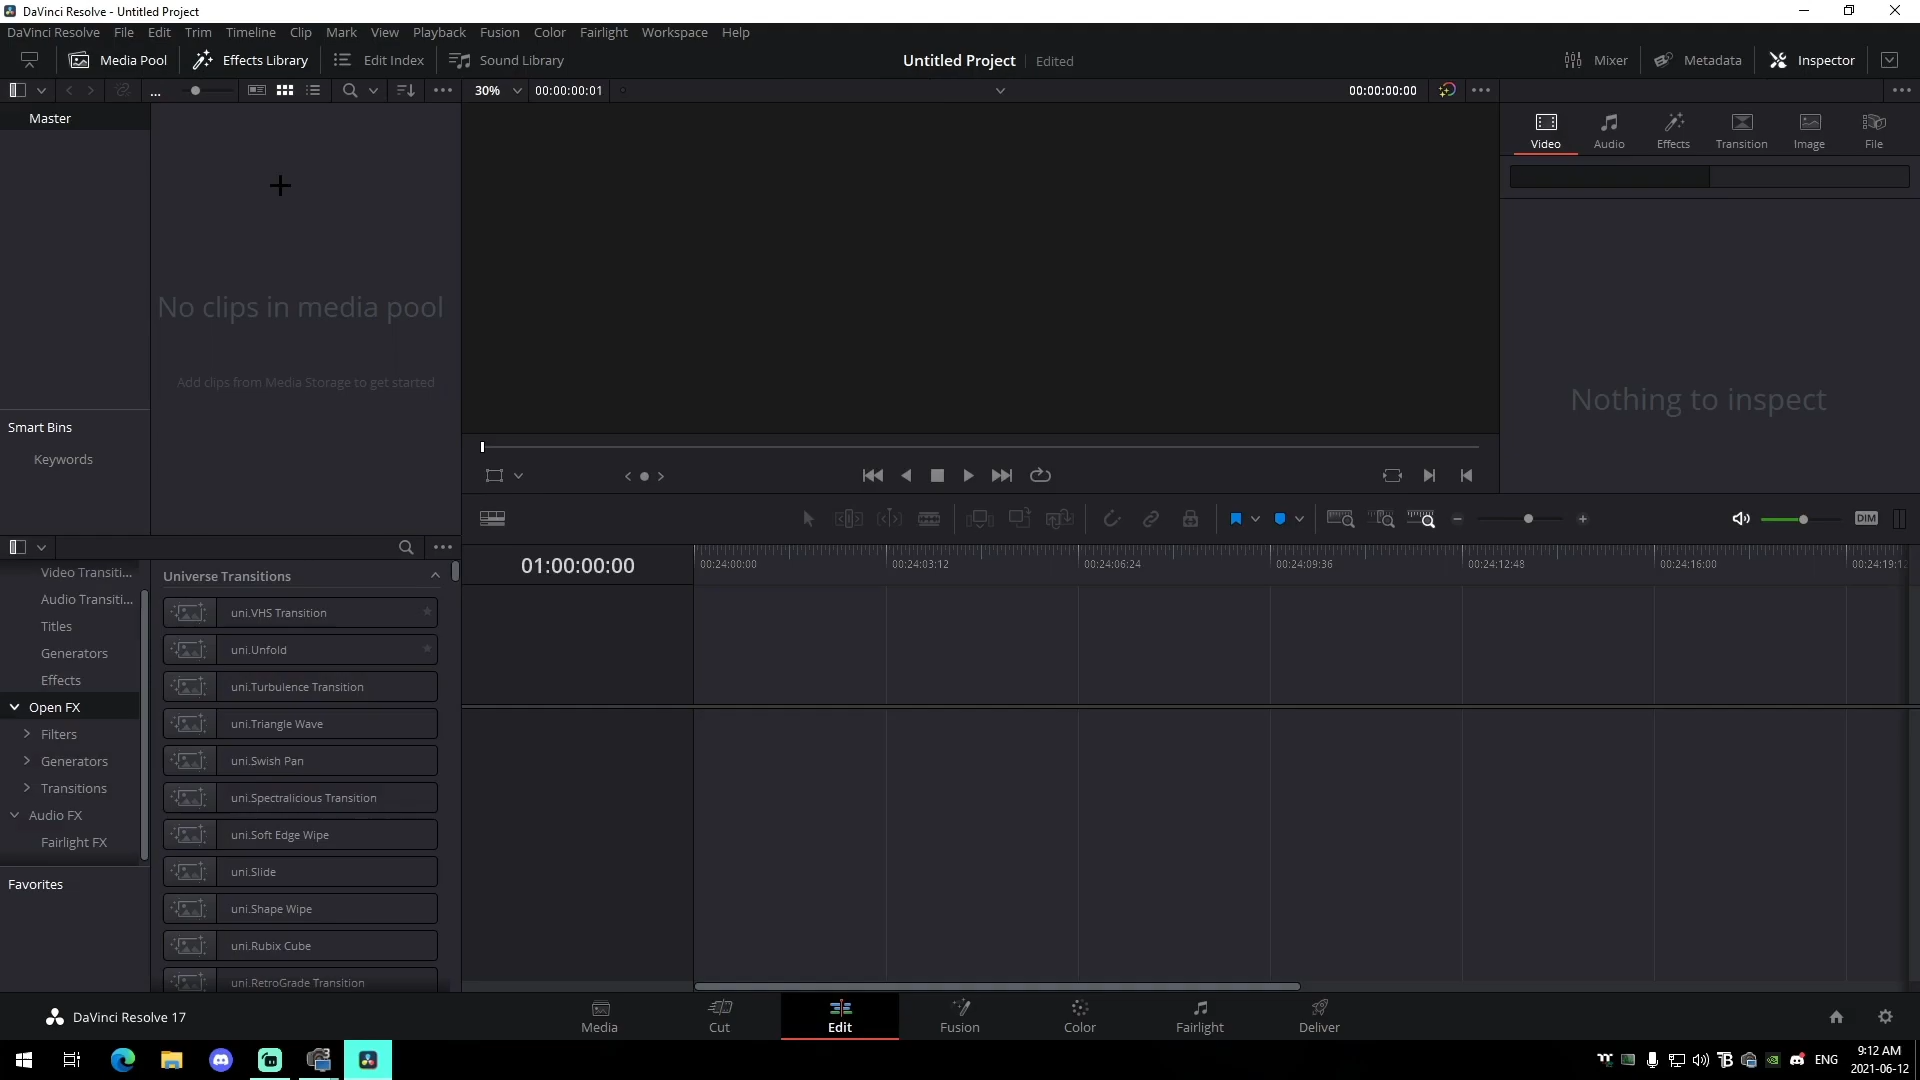 DaVinci Resolve - Untitled Project
DaVinci Resolve File Edit Trim Timeline Clip Mark View Playback Fusion Color Fairlight Workspace Help
Media Pool Effects Library Edit Index Sound Library Untitled Project Edited Mixer Metadata Inspector
... 30% 00:00:00:01 00:00:00:00
Master
Video Audio Effects Transition Image File
No clips in media pool
Add clips from Media Storage to get started
Nothing to inspect
Smart Bins
Keywords
DIM
01:00:00:00
00:24:00:00 00:24:03:12 00:24:06:24 00:24:09:36 00:24:12:48 00:24:16:00 00:24:19:1
Video Transiti...
Audio Transiti...
Titles
Generators
Effects
Open FX
Filters
Generators
Transitions
Audio FX
Fairlight FX
Favorites
Universe Transitions
uni.VHS Transition
uni.Unfold
uni.Turbulence Transition
uni.Triangle Wave
uni.Swish Pan
uni.Spectralicious Transition
uni.Soft Edge Wipe
uni.Slide
uni.Shape Wipe
uni.Rubix Cube
uni.RetroGrade Transition
DaVinci Resolve 17
Media Cut Edit Fusion Color Fairlight Deliver
3
ENG
9:12 AM
2021-06-12